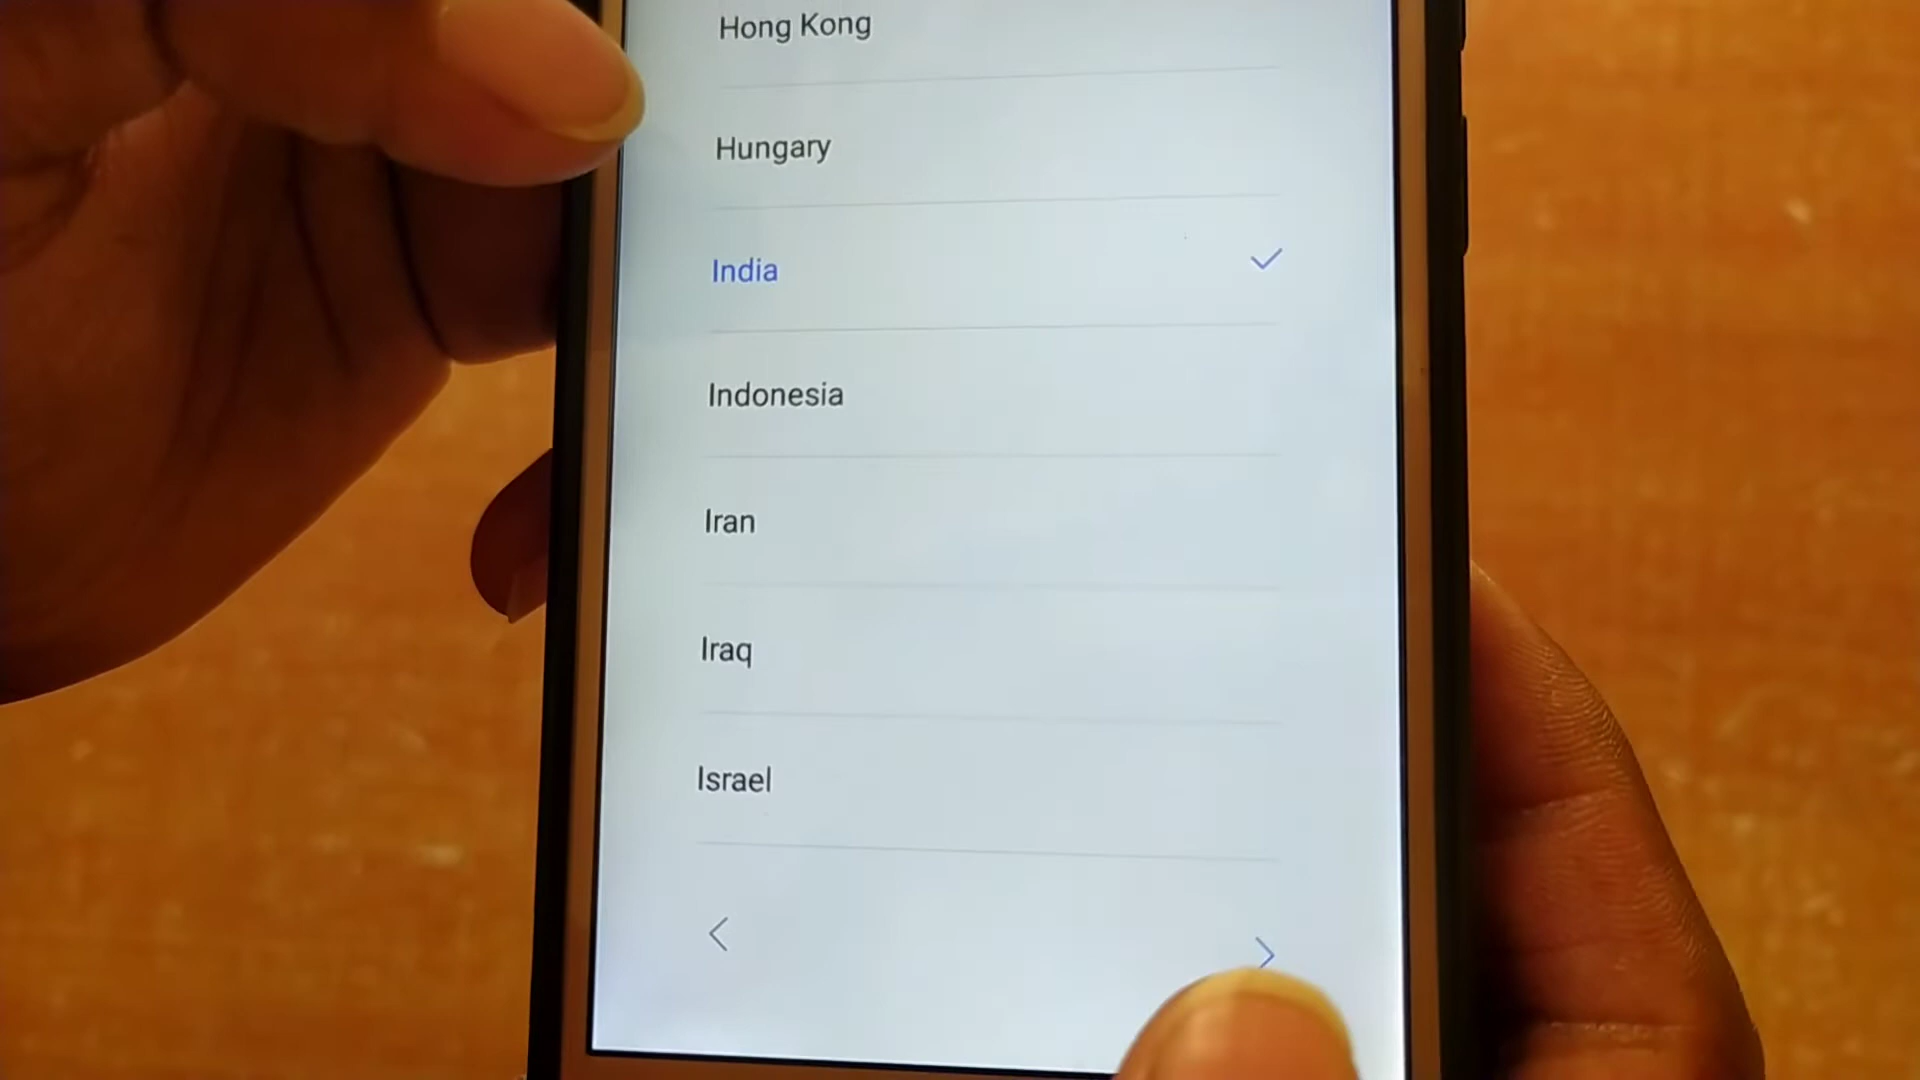 Hong Kong
Hungary
India
Indonesia
Iran
Iraq
Israel